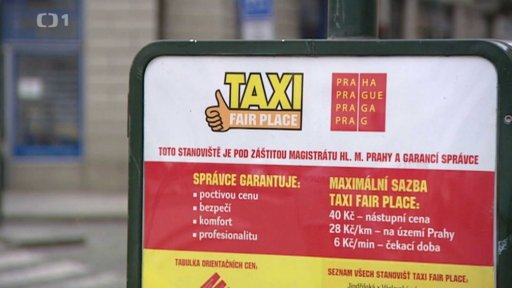 ČT1
TAXI
FAIR PLACE
PRA HA
PRA GUE
PRA GA
PRA G
TOTO STANOVIŠTĚ JE POD ZÁŠTITOU MAGISTRÁTU HL. M. PRAHY A GARANCÍ SPRÁVCE
SPRÁVCE GARANTUJE:
▪ poctivou cenu
▪ bezpečí
▪ komfort
▪ profesionalitu
MAXIMÁLNÍ SAZBA
TAXI FAIR PLACE:
40 Kč – nástupní cena
28 Kč/km – na území Prahy
6 Kč/min – čekací doba
TABULKA ORIENTAČNÍCH CEN:
SEZNAM VŠECH STANOVIŠŤ TAXI FAIR PLACE:
Jindřišská x